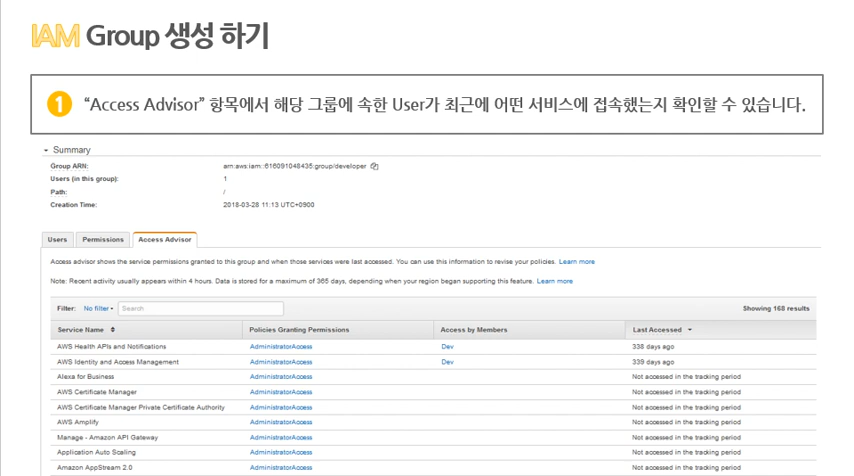 IAM Group 생성 하기
1 “Access Advisor” 항목에서 해당 그룹에 속한 User가 최근에 어떤 서비스에 접속했는지 확인할 수 있습니다.
Summary
Group ARN: arn:aws:iam::616091048435:group/developer
Users (in this group): 1
Path: /
Creation Time: 2018-03-28 11:13 UTC+0900
Users Permissions Access Advisor
Access advisor shows the service permissions granted to this group and when those services were last accessed. You can use this information to revise your policies. Learn more
Note: Recent activity usually appears within 4 hours. Data is stored for a maximum of 365 days, depending when your region began supporting this feature. Learn more
Filter: No filter Search Showing 168 results
Service Name Policies Granting Permissions Access by Members Last Accessed
AWS Health APIs and Notifications AdministratorAccess Dev 338 days ago
AWS Identity and Access Management AdministratorAccess Dev 339 days ago
Alexa for Business AdministratorAccess Not accessed in the tracking period
AWS Certificate Manager AdministratorAccess Not accessed in the tracking period
AWS Certificate Manager Private Certificate Authority AdministratorAccess Not accessed in the tracking period
AWS Amplify AdministratorAccess Not accessed in the tracking period
Manage - Amazon API Gateway AdministratorAccess Not accessed in the tracking period
Application Auto Scaling AdministratorAccess Not accessed in the tracking period
Amazon AppStream 2.0 AdministratorAccess Not accessed in the tracking period